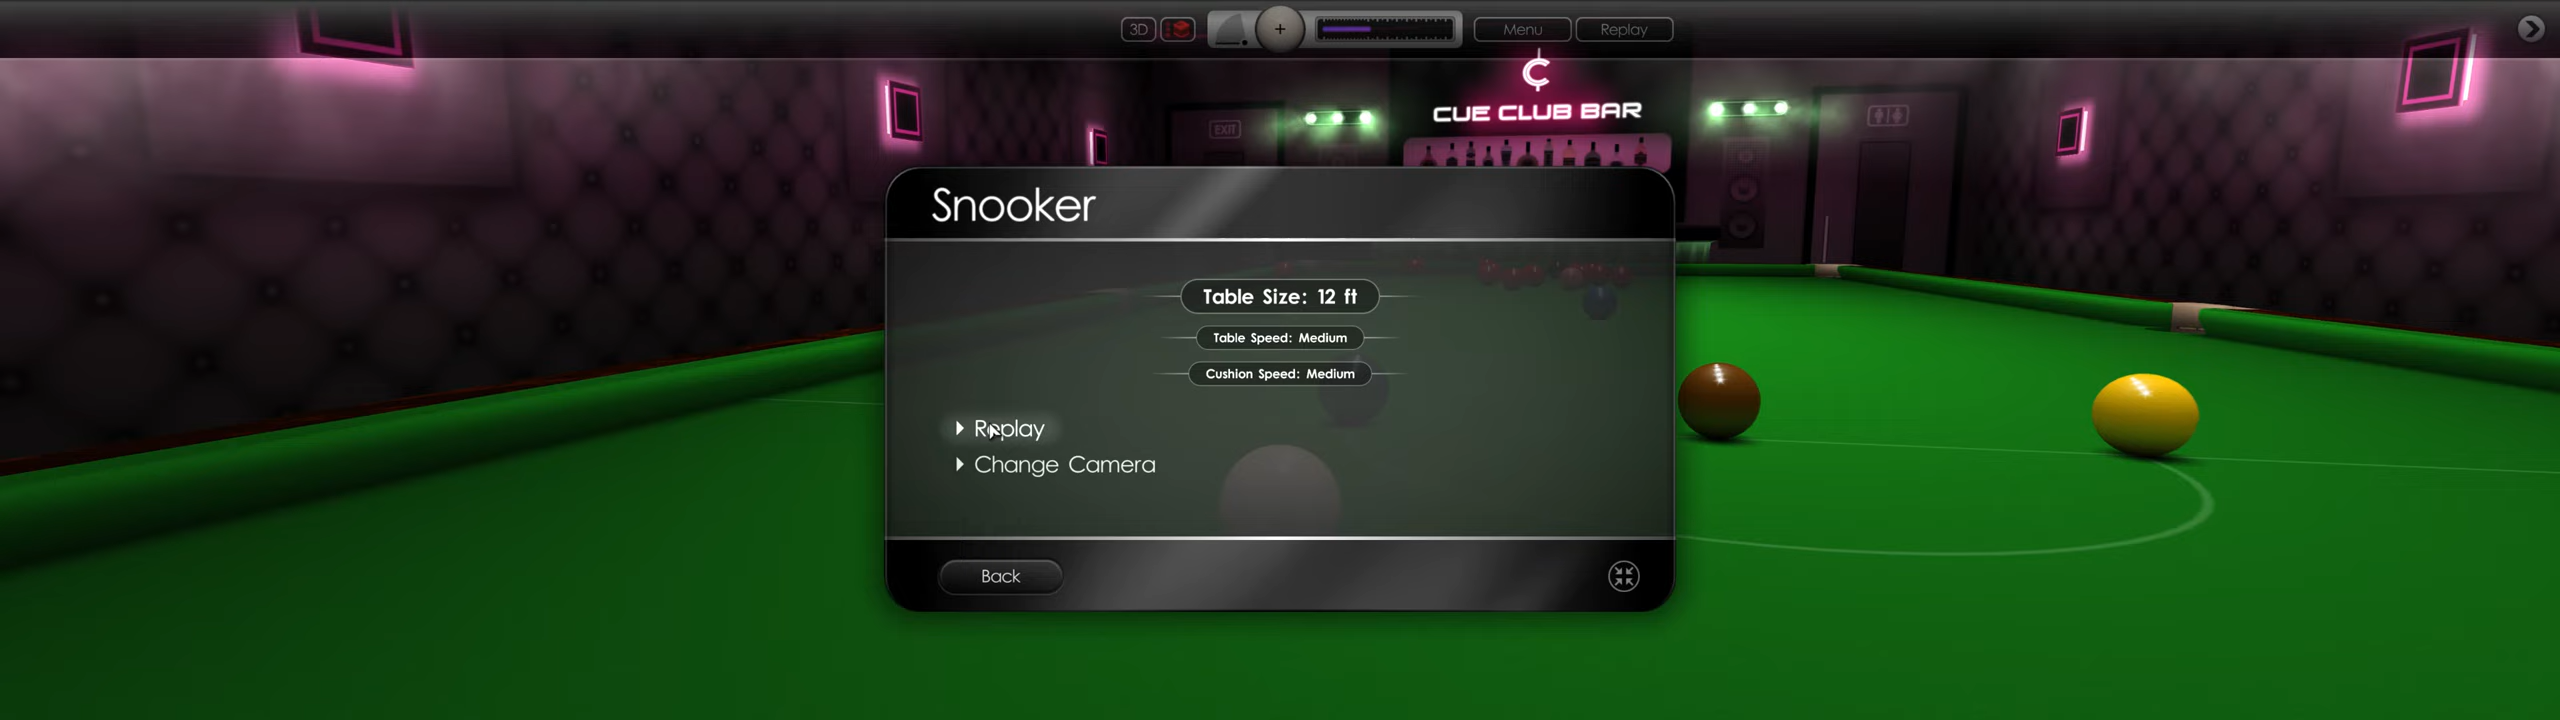 3D
Menu
Replay
¢
CUE CLUB BAR
EXIT
Snooker
Table Size: 12 ft
Table Speed: Medium
Cushion Speed: Medium
Replay
Change Camera
Back